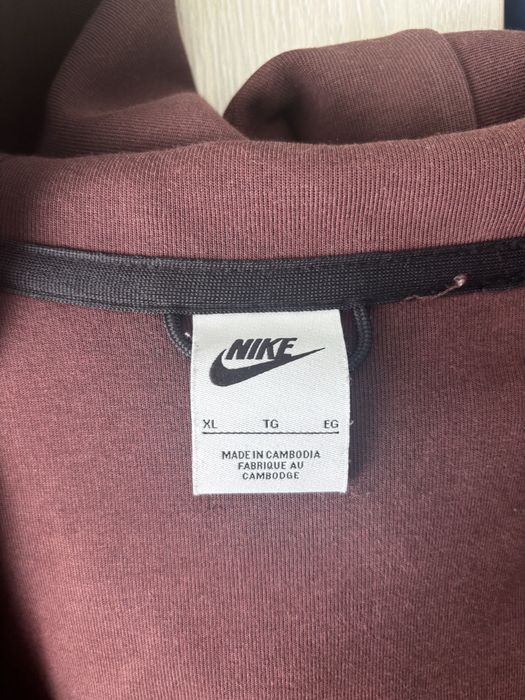 NIKE
XL TG EG
MADE IN CAMBODIA
FABRIQUE AU
CAMBODGE